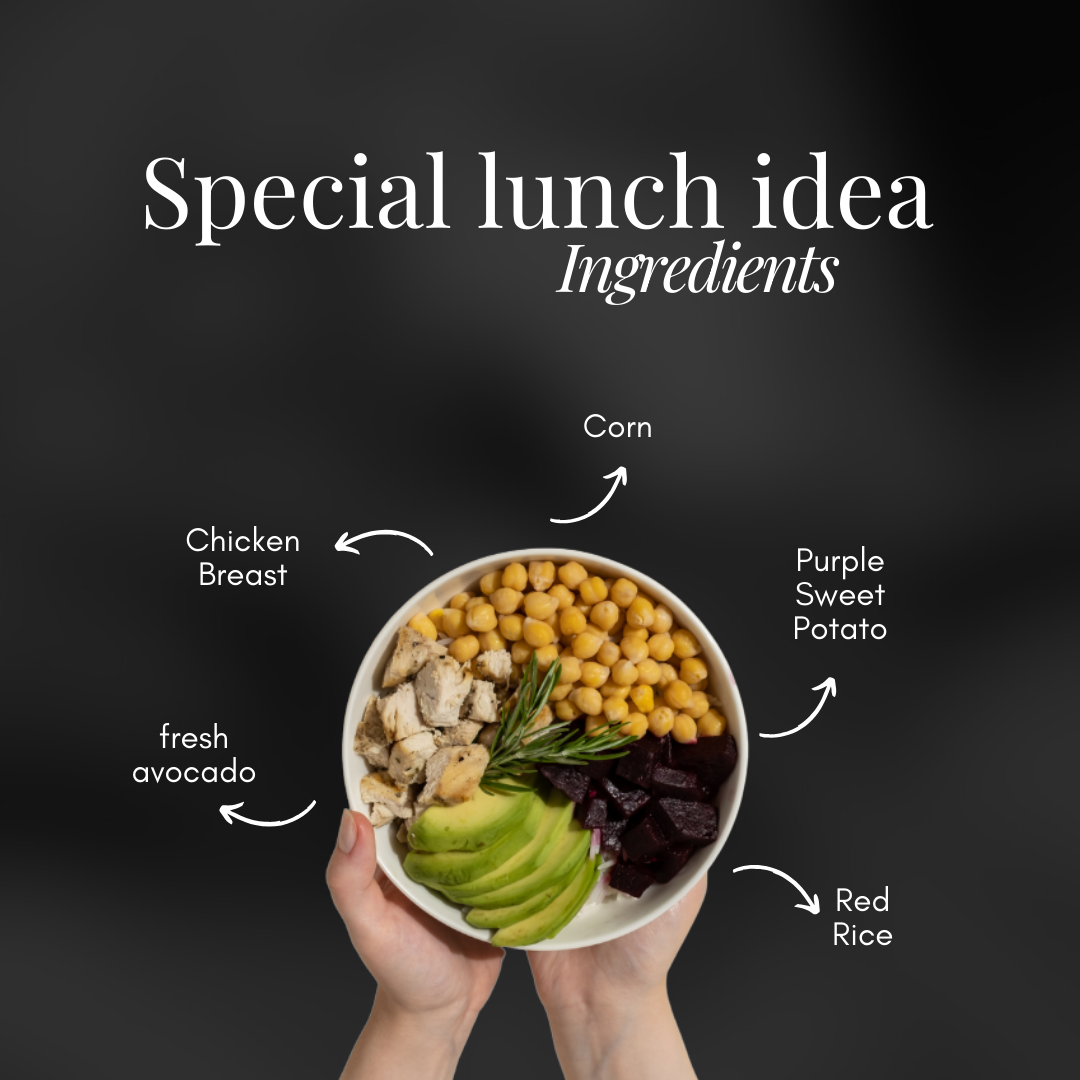 Special lunch idea
Ingredients
Corn
Chicken
Breast
Purple
Sweet
Potato
fresh
avocado
Red
Rice